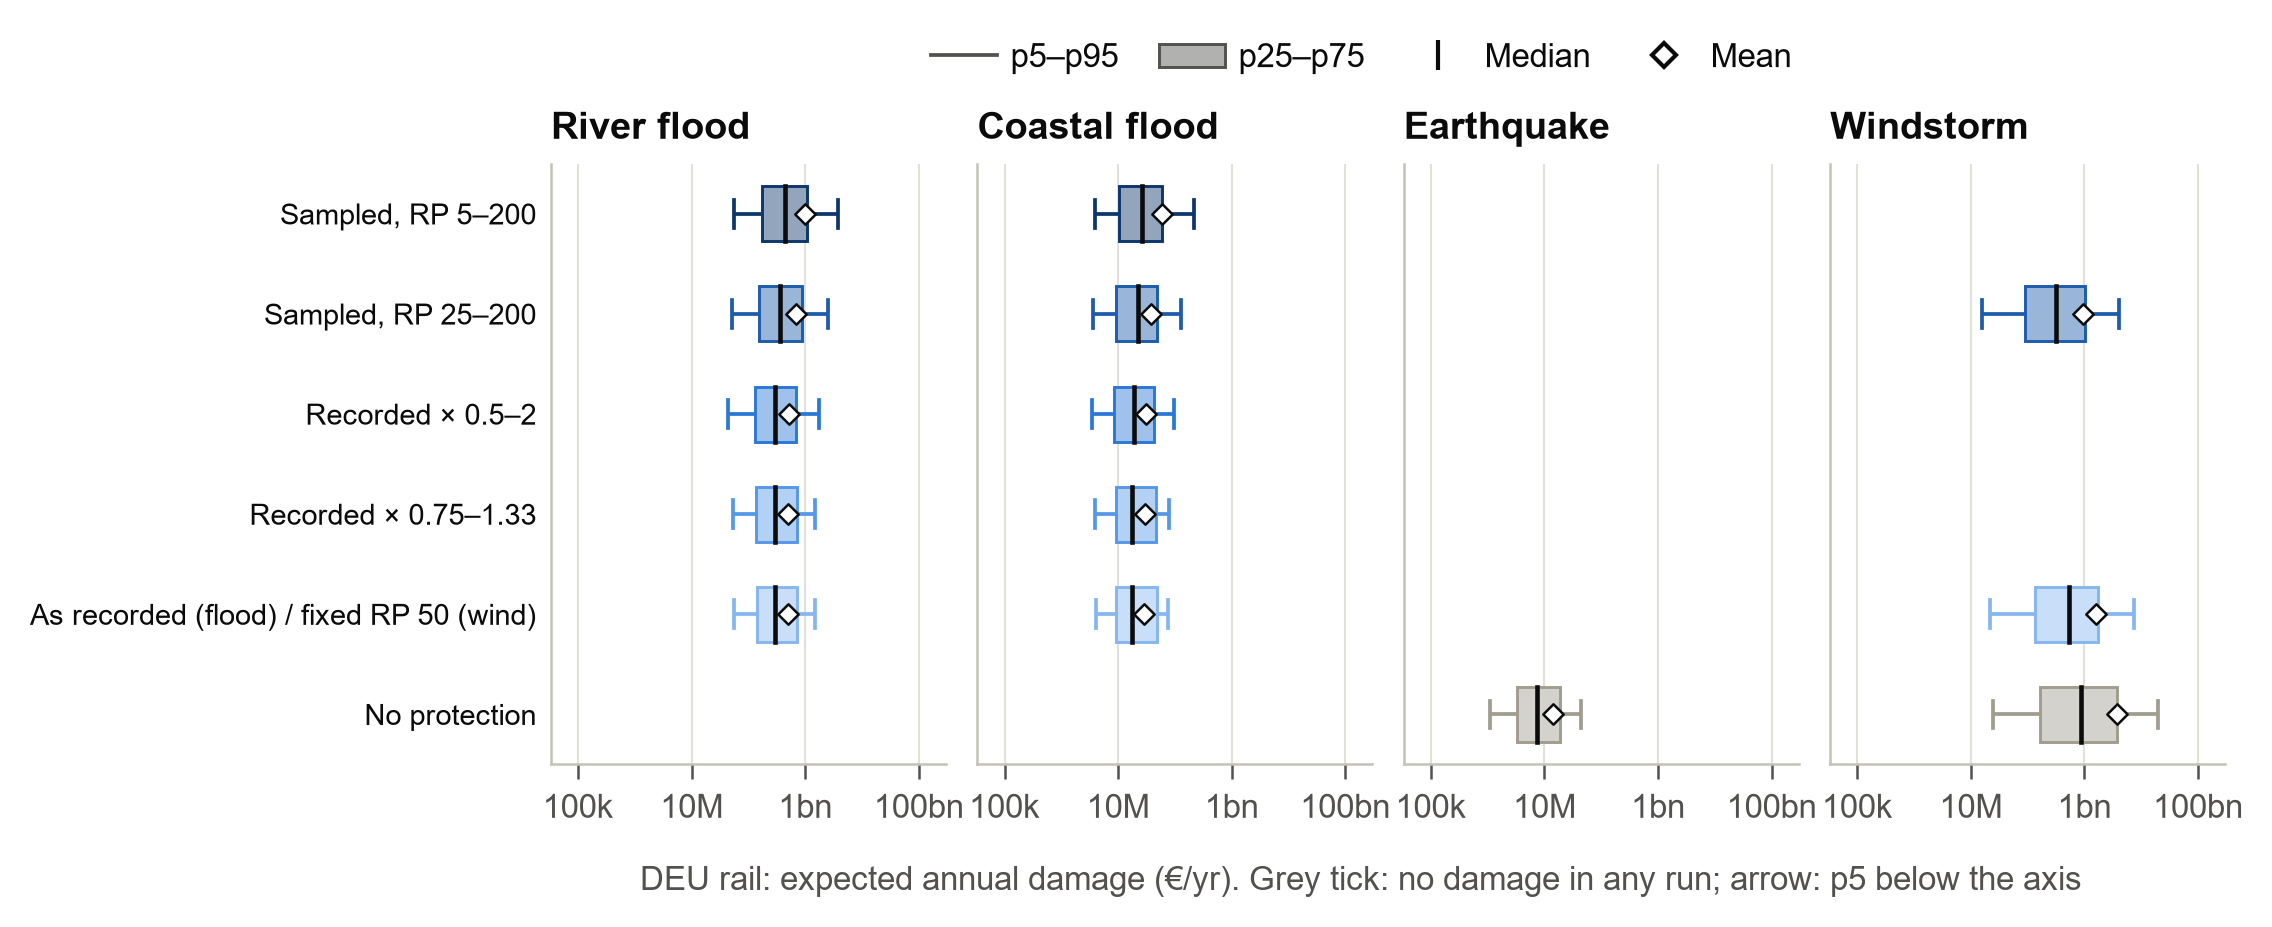 p5–p95 p25–p75 Median Mean
River flood Coastal flood Earthquake Windstorm
Sampled, RP 5–200
Sampled, RP 25–200
Recorded × 0.5–2
Recorded × 0.75–1.33
As recorded (flood) / fixed RP 50 (wind)
No protection
100k 10M 1bn 100bn 100k 10M 1bn 100bn 100k 10M 1bn 100bn 100k 10M 1bn 100bn
DEU rail: expected annual damage (€/yr). Grey tick: no damage in any run; arrow: p5 below the axis